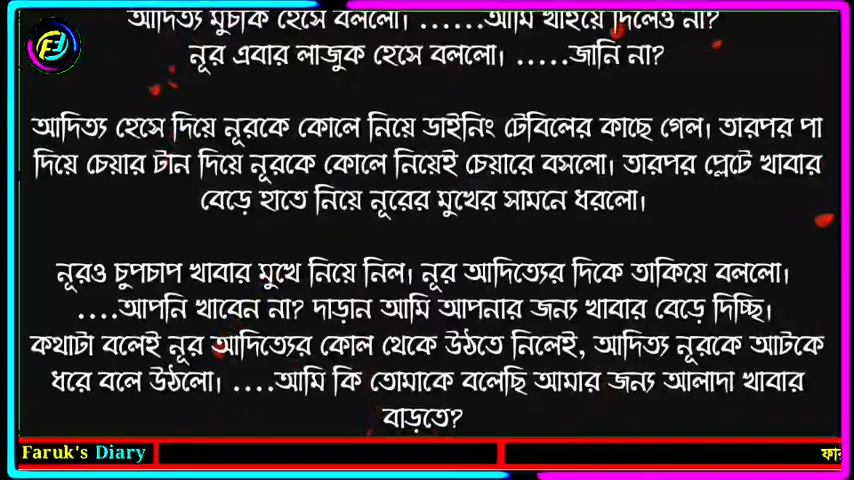 আদিত্য মুচকি হেসে বললো। ......আমি খাইয়ে দিলেও না?
নূর এবার লাজুক হেসে বললো। .....জানি না?
আদিত্য হেসে দিয়ে নূরকে কোলে নিয়ে ডাইনিং টেবিলের কাছে গেল। তারপর পা
দিয়ে চেয়ার টান দিয়ে নূরকে কোলে নিয়েই চেয়ারে বসলো। তারপর প্লেটে খাবার
বেড়ে হাতে নিয়ে নূরের মুখের সামনে ধরলো।
নূরও চুপচাপ খাবার মুখে নিয়ে নিল। নূর আদিত্যের দিকে তাকিয়ে বললো।
....আপনি খাবেন না? দাড়ান আমি আপনার জন্য খাবার বেড়ে দিচ্ছি।
কথাটা বলেই নূর আদিত্যের কোল থেকে উঠতে নিলেই, আদিত্য নূরকে আটকে
ধরে বলে উঠলো। ....আমি কি তোমাকে বলেছি আমার জন্য আলাদা খাবার
বাড়তে?
Faruk's Diary